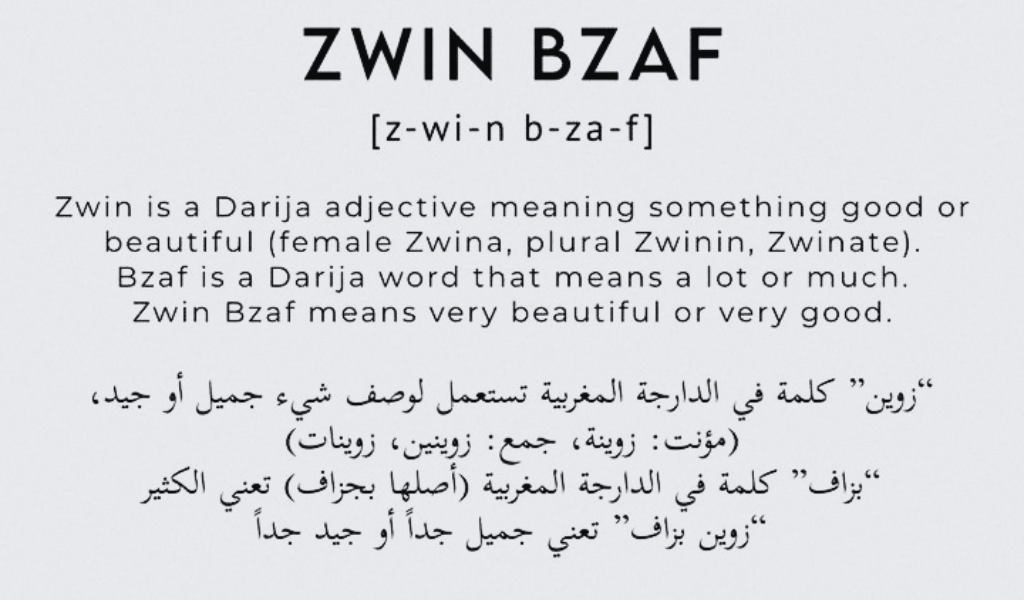 ZWIN BZAF
[z-wi-n b-za-f]
Zwin is a Darija adjective meaning something good or
beautiful (female Zwina, plural Zwinin, Zwinate).
Bzaf is a Darija word that means a lot or much.
Zwin Bzaf means very beautiful or very good.
“زوين” كلمة في الدارجة المغربية تستعمل لوصف شيء جميل أو جيد،
(مؤنت: زوينة، جمع: زوينين، زوينات)
“بزاف” كلمة في الدارجة المغربية (أصلها بجزاف) تعني الكثير
“زوين بزاف” تعني جميل جداً أو جيد جداً